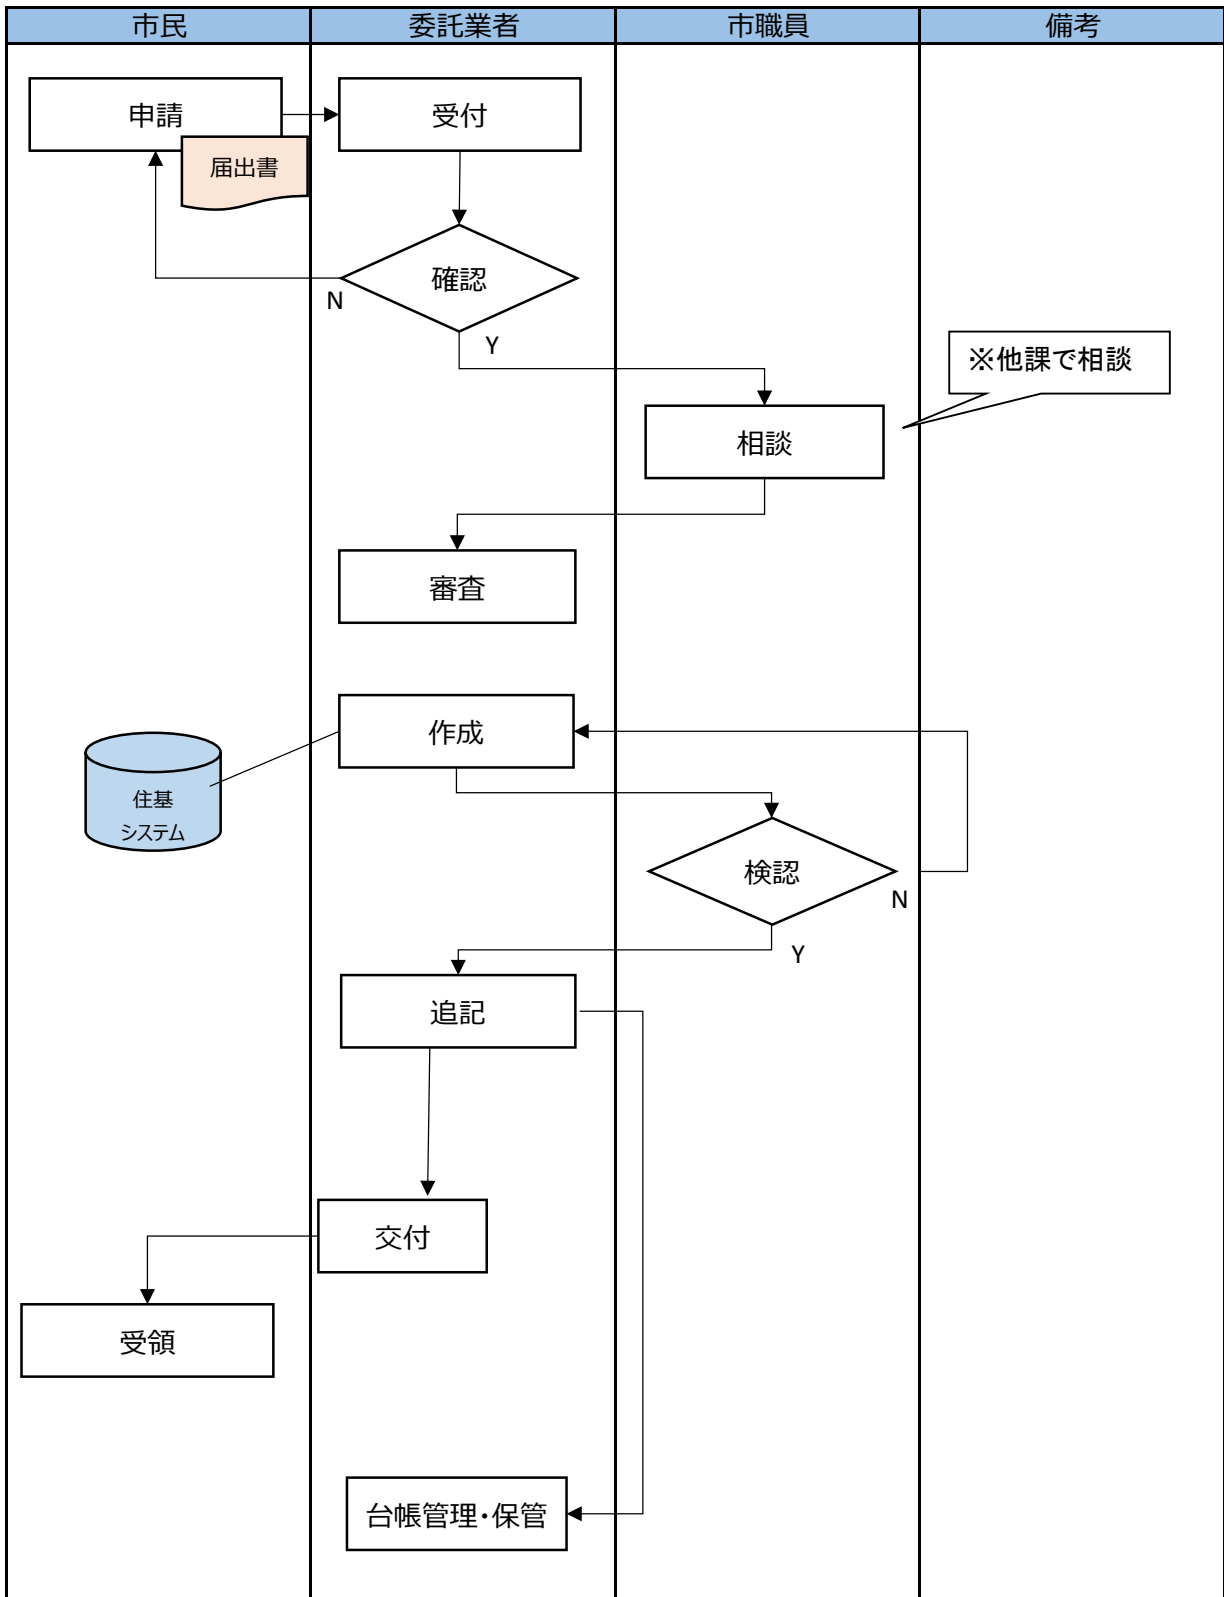 市民
委託業者
市職員
備考
申請
受付
届出書
確認
N
Y
※他課で相談
相談
審査
作成
住基
システム
検認
N
Y
追記
交付
受領
台帳管理・保管